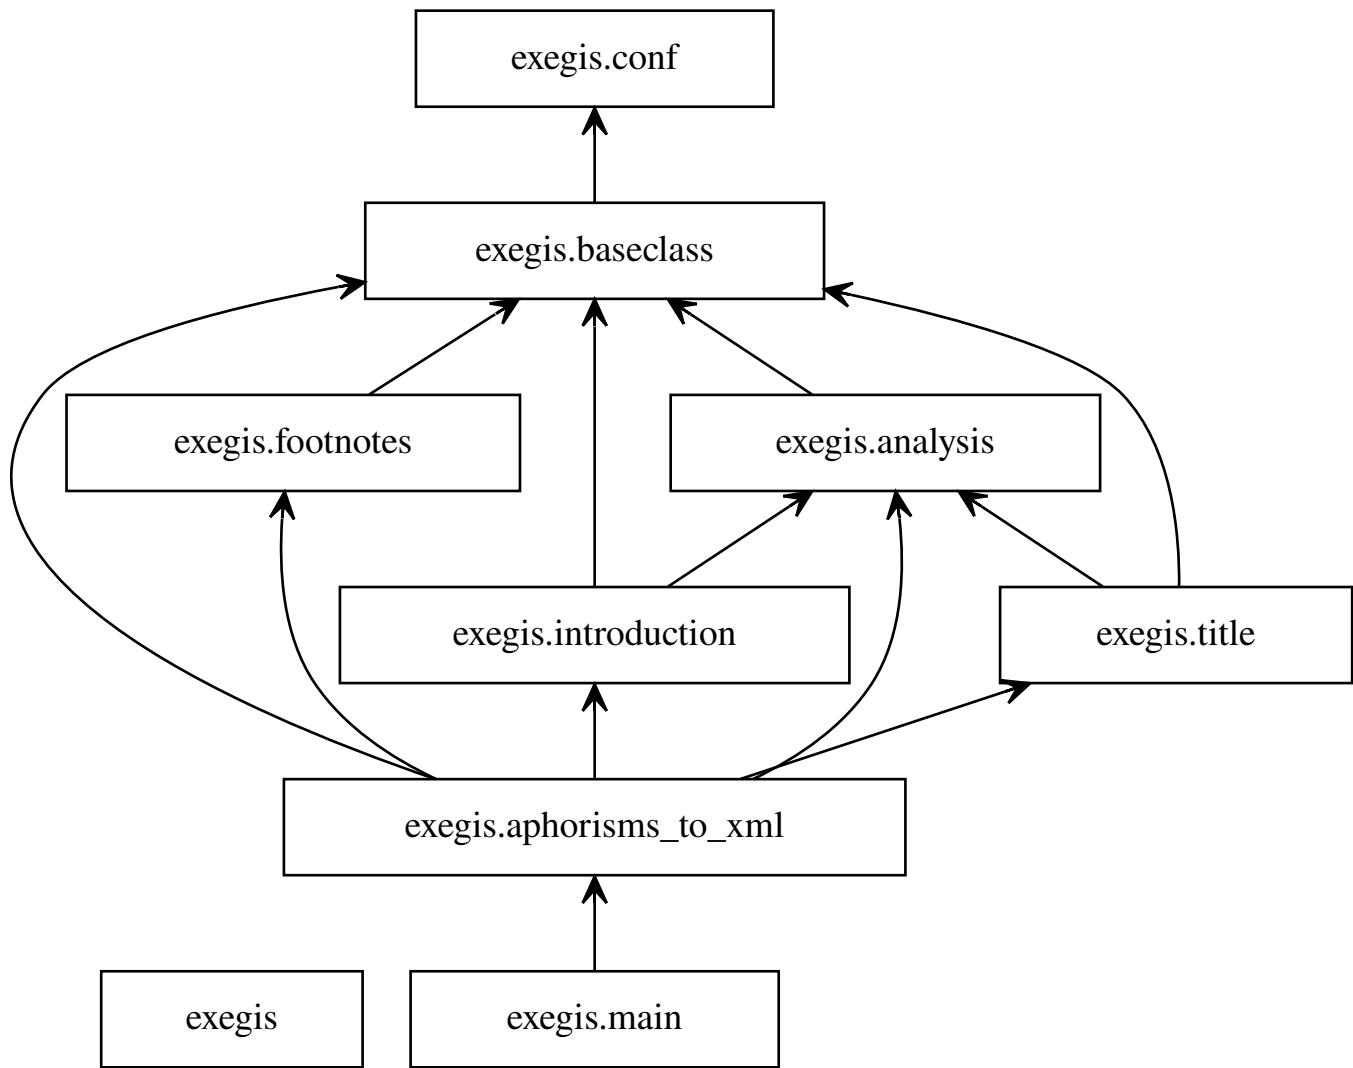 exegis.conf
exegis.baseclass
exegis.footnotes
exegis.analysis
exegis.introduction
exegis.title
exegis.aphorisms_to_xml
exegis
exegis.main